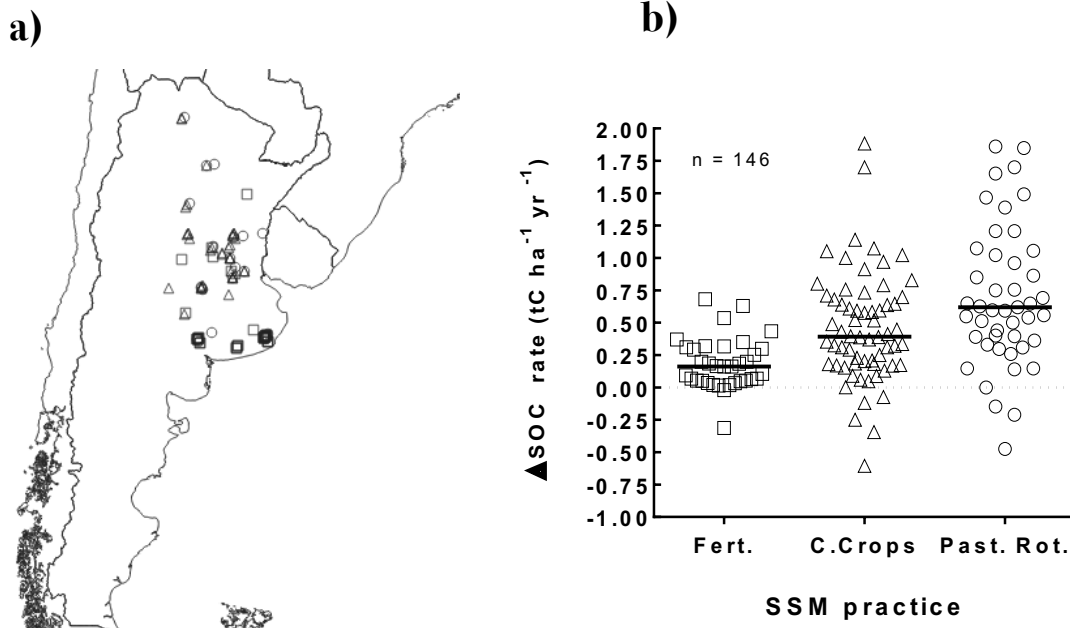 a)
b)
n = 146
2.00
1.75
1.50
1.25
1.00
0.75
0.50
0.25
0.00
-0.25
-0.50
-0.75
-1.00
▲SOC rate (tC ha⁻¹ yr ⁻¹)
Fert. C.Crops Past. Rot.
SSM practice